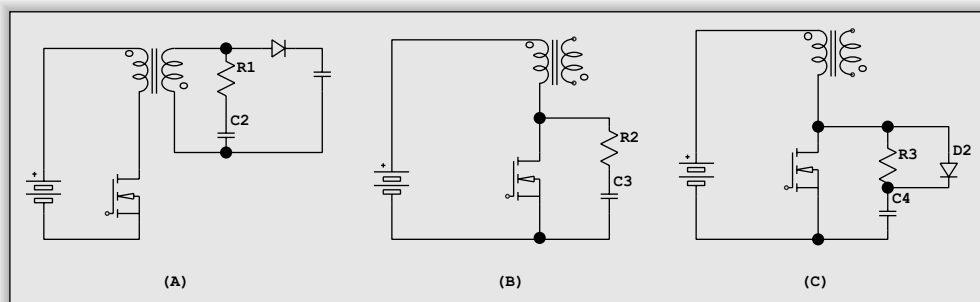 R1
C2
+
(A)
R2
C3
+
(B)
R3
D2
C4
+
(C)